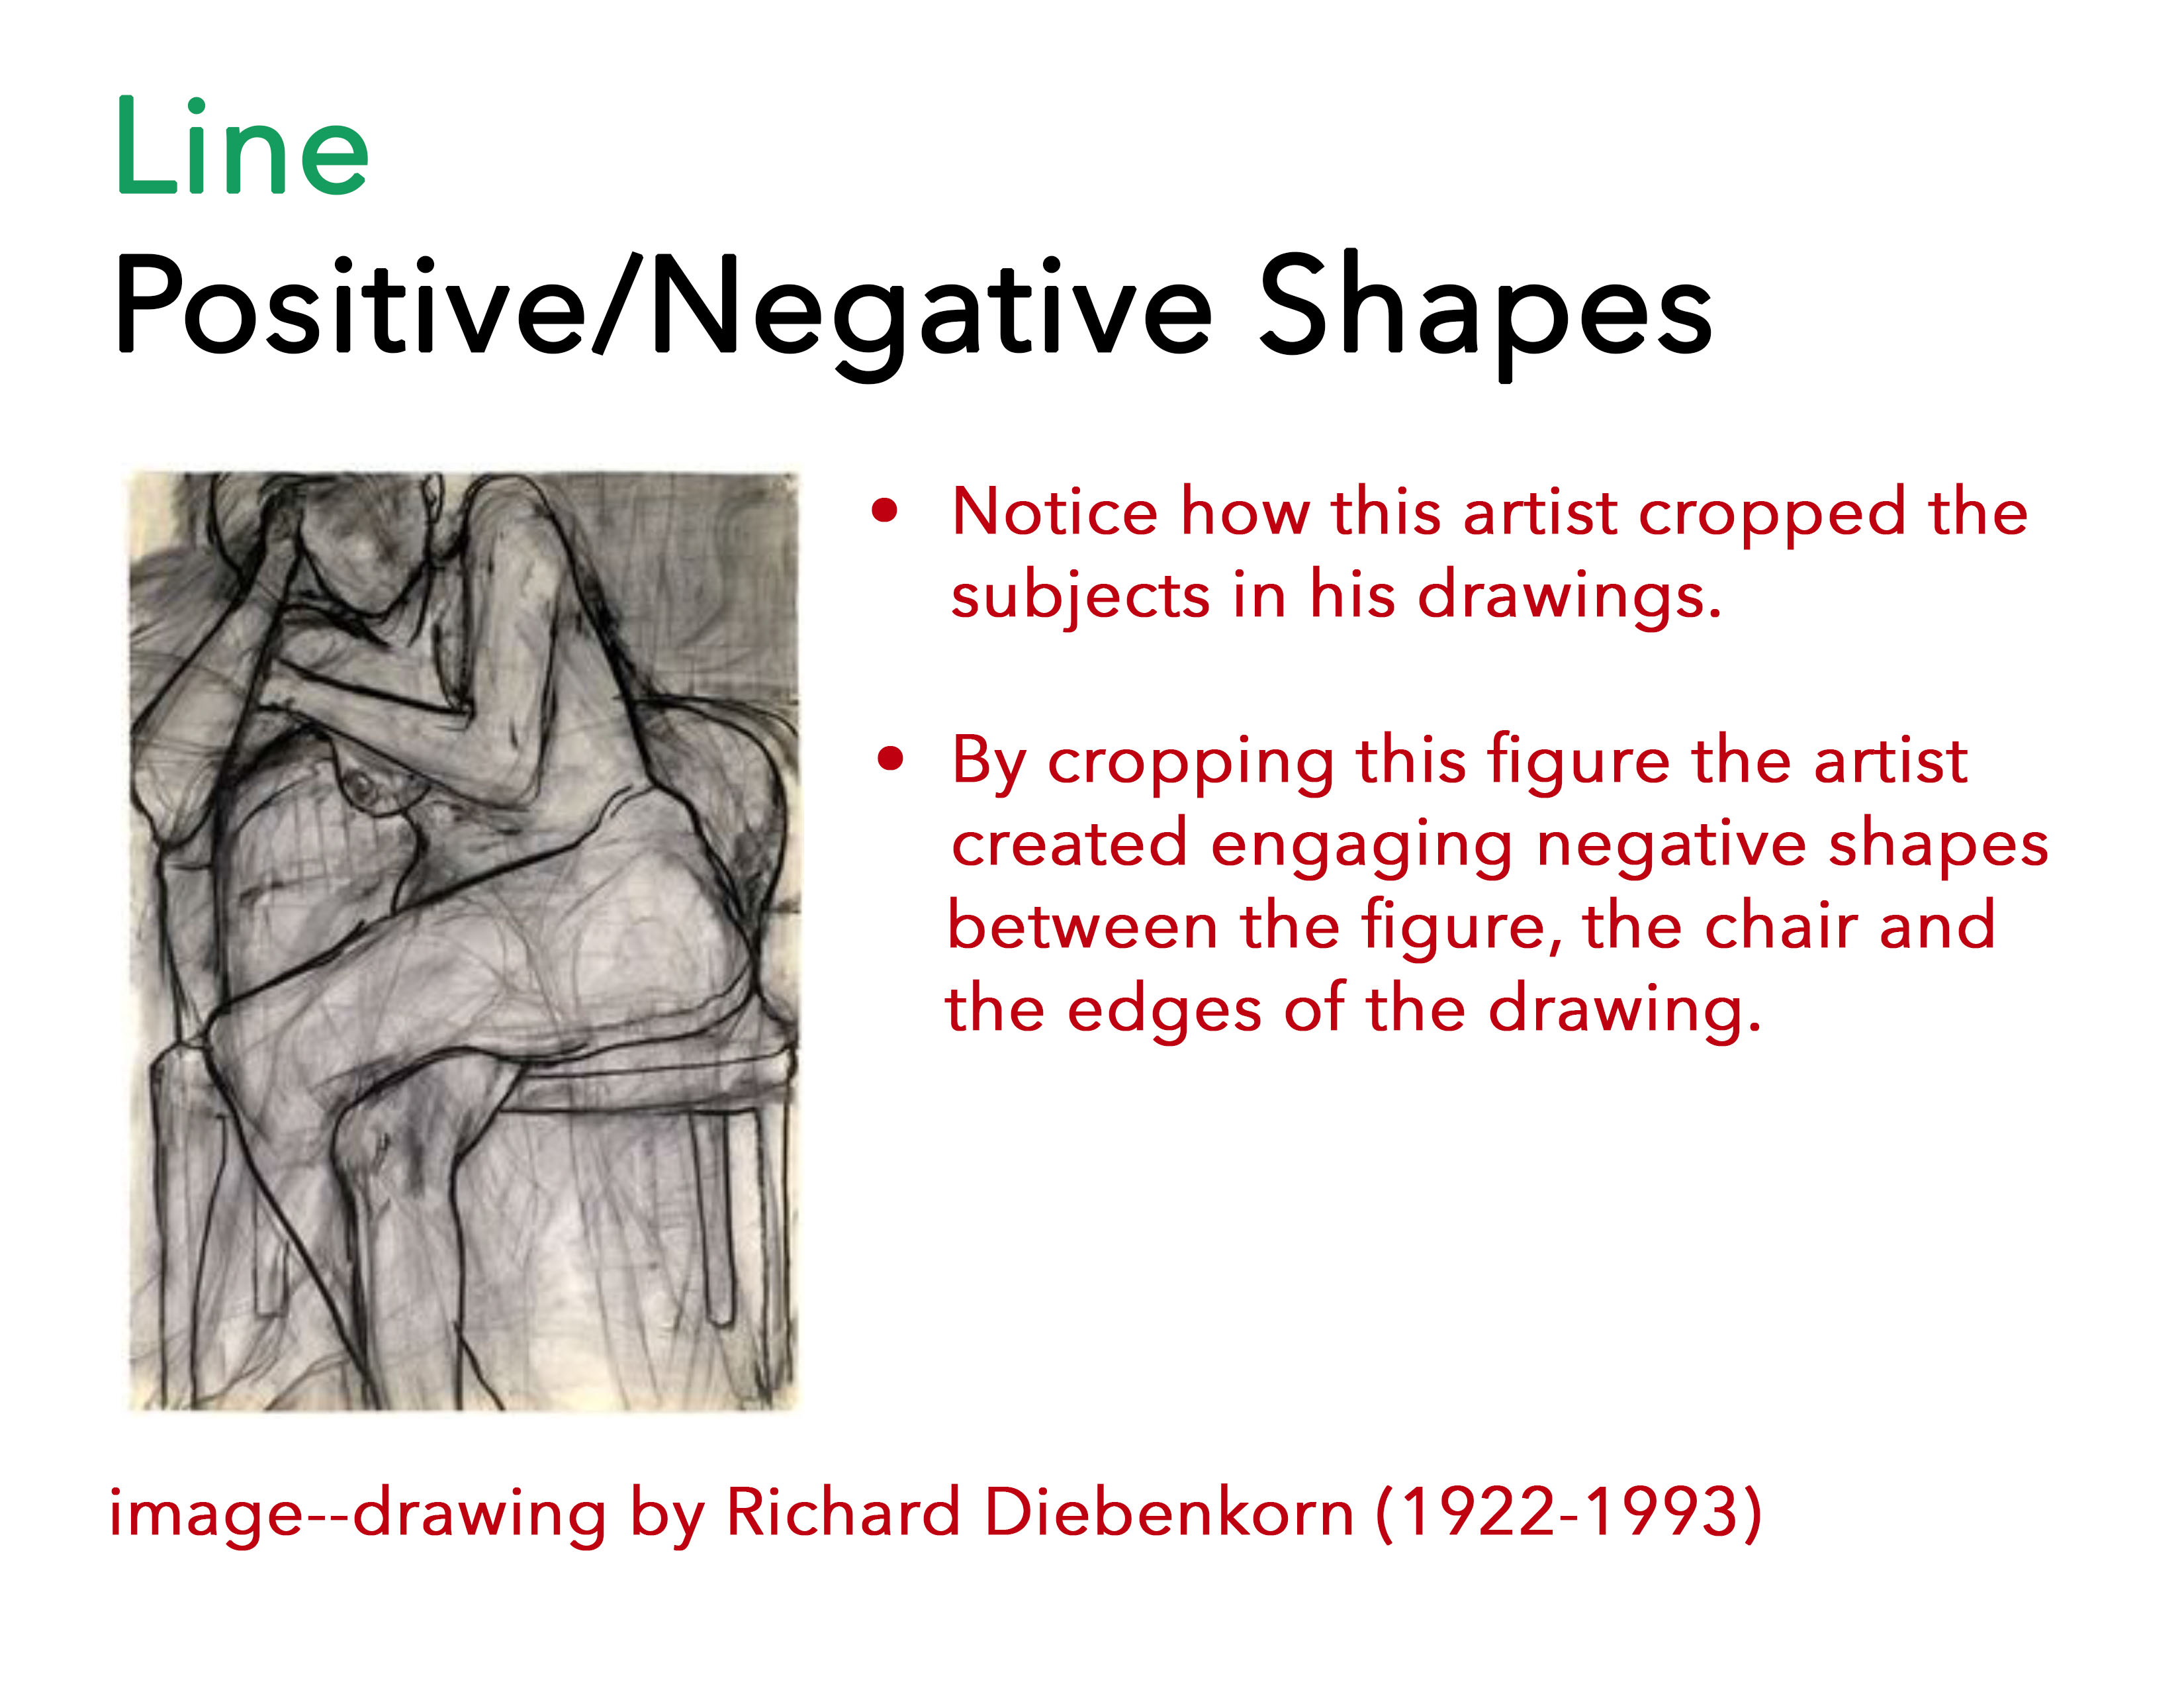 Line
Positive/Negative Shapes
• Notice how this artist cropped the
subjects in his drawings.
• By cropping this figure the artist
created engaging negative shapes
between the figure, the chair and
the edges of the drawing.
image--drawing by Richard Diebenkorn (1922-1993)